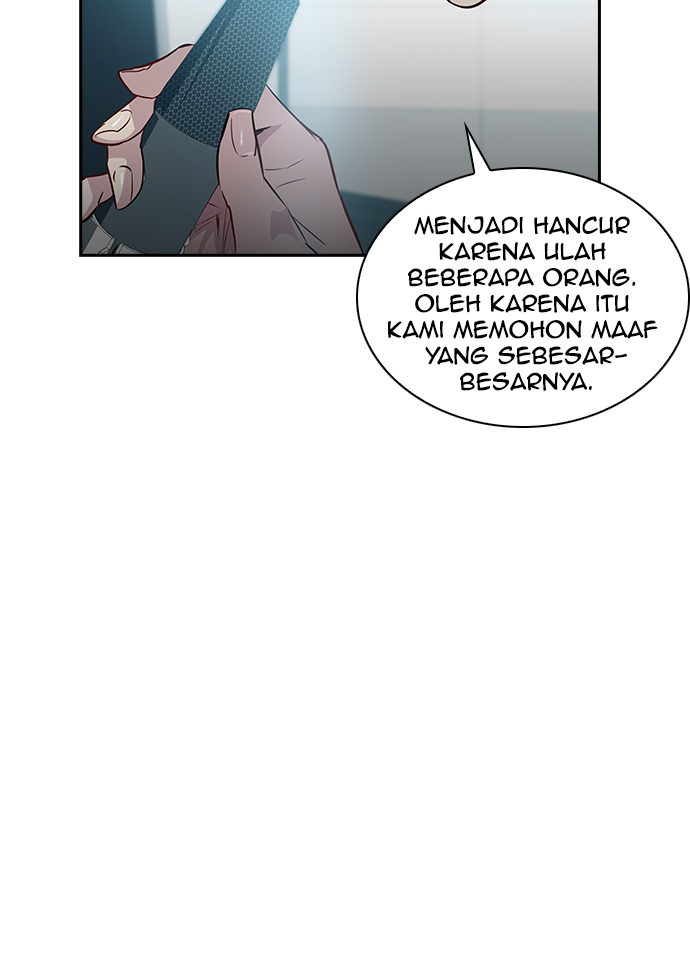 MENJADI HANCUR
KARENA ULAH
BEBERAPA ORANG.
OLEH KARENA ITU
KAMI MEMOHON MAAF
YANG SEBESAR-
BESARNYA.